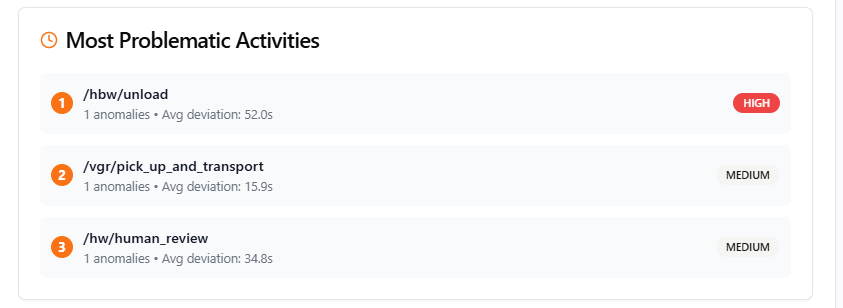 Most Problematic Activities
1
/hbw/unload
HIGH
1 anomalies • Avg deviation: 52.0s
2
/vgr/pick_up_and_transport
MEDIUM
1 anomalies • Avg deviation: 15.9s
3
/hw/human_review
MEDIUM
1 anomalies • Avg deviation: 34.8s